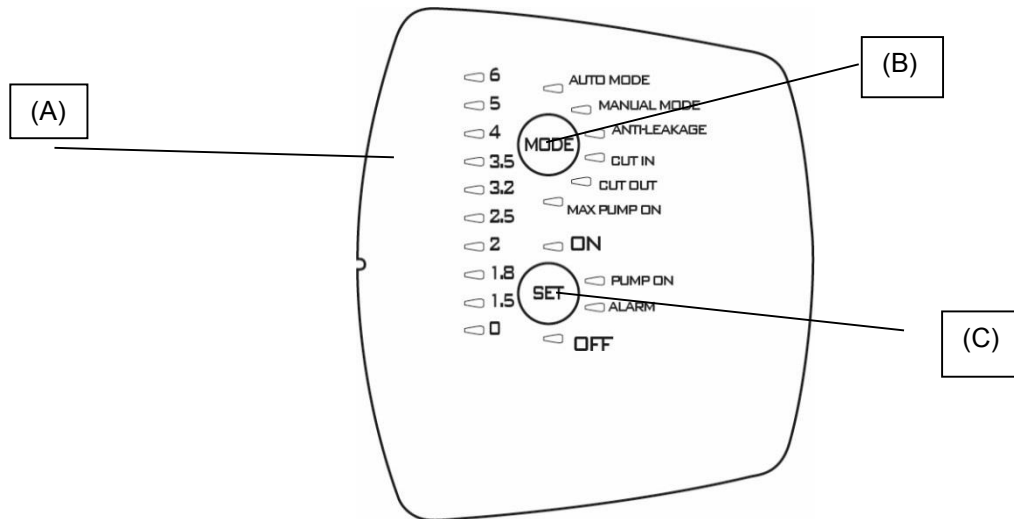 (A)
(B)
(C)
6
5
4
3.5
3.2
2.5
2
1.8
1.5
0
AUTO MODE
MANUAL MODE
ANTI-LEAKAGE
MODE
CUT IN
CUT OUT
MAX PUMP ON
ON
PUMP ON
SET
ALARM
OFF